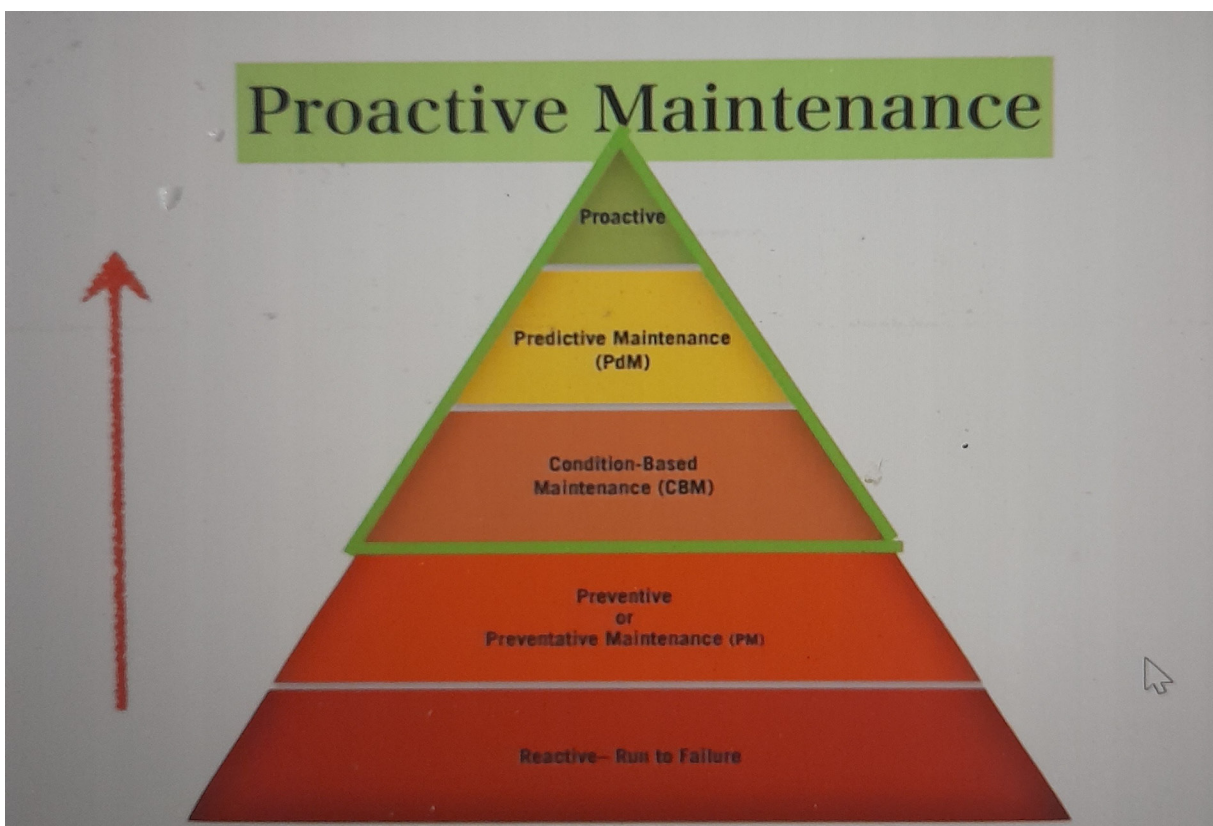 Proactive Maintenance
Proactive
Predictive Maintenance
(PdM)
Condition-Based
Maintenance (CBM)
Preventive
or
Preventative Maintenance (PM)
Reactive– Run to Failure